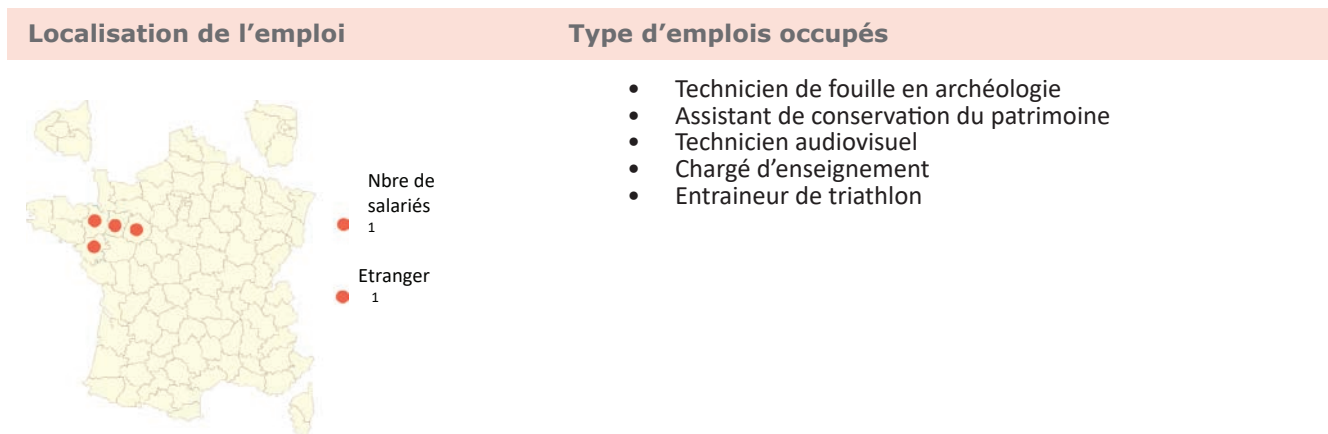 Localisation de l’emploi
Type d’emplois occupés
• Technicien de fouille en archéologie
• Assistant de conservation du patrimoine
• Technicien audiovisuel
• Chargé d’enseignement
• Entraineur de triathlon
Nbre de
salariés
1
Etranger
1